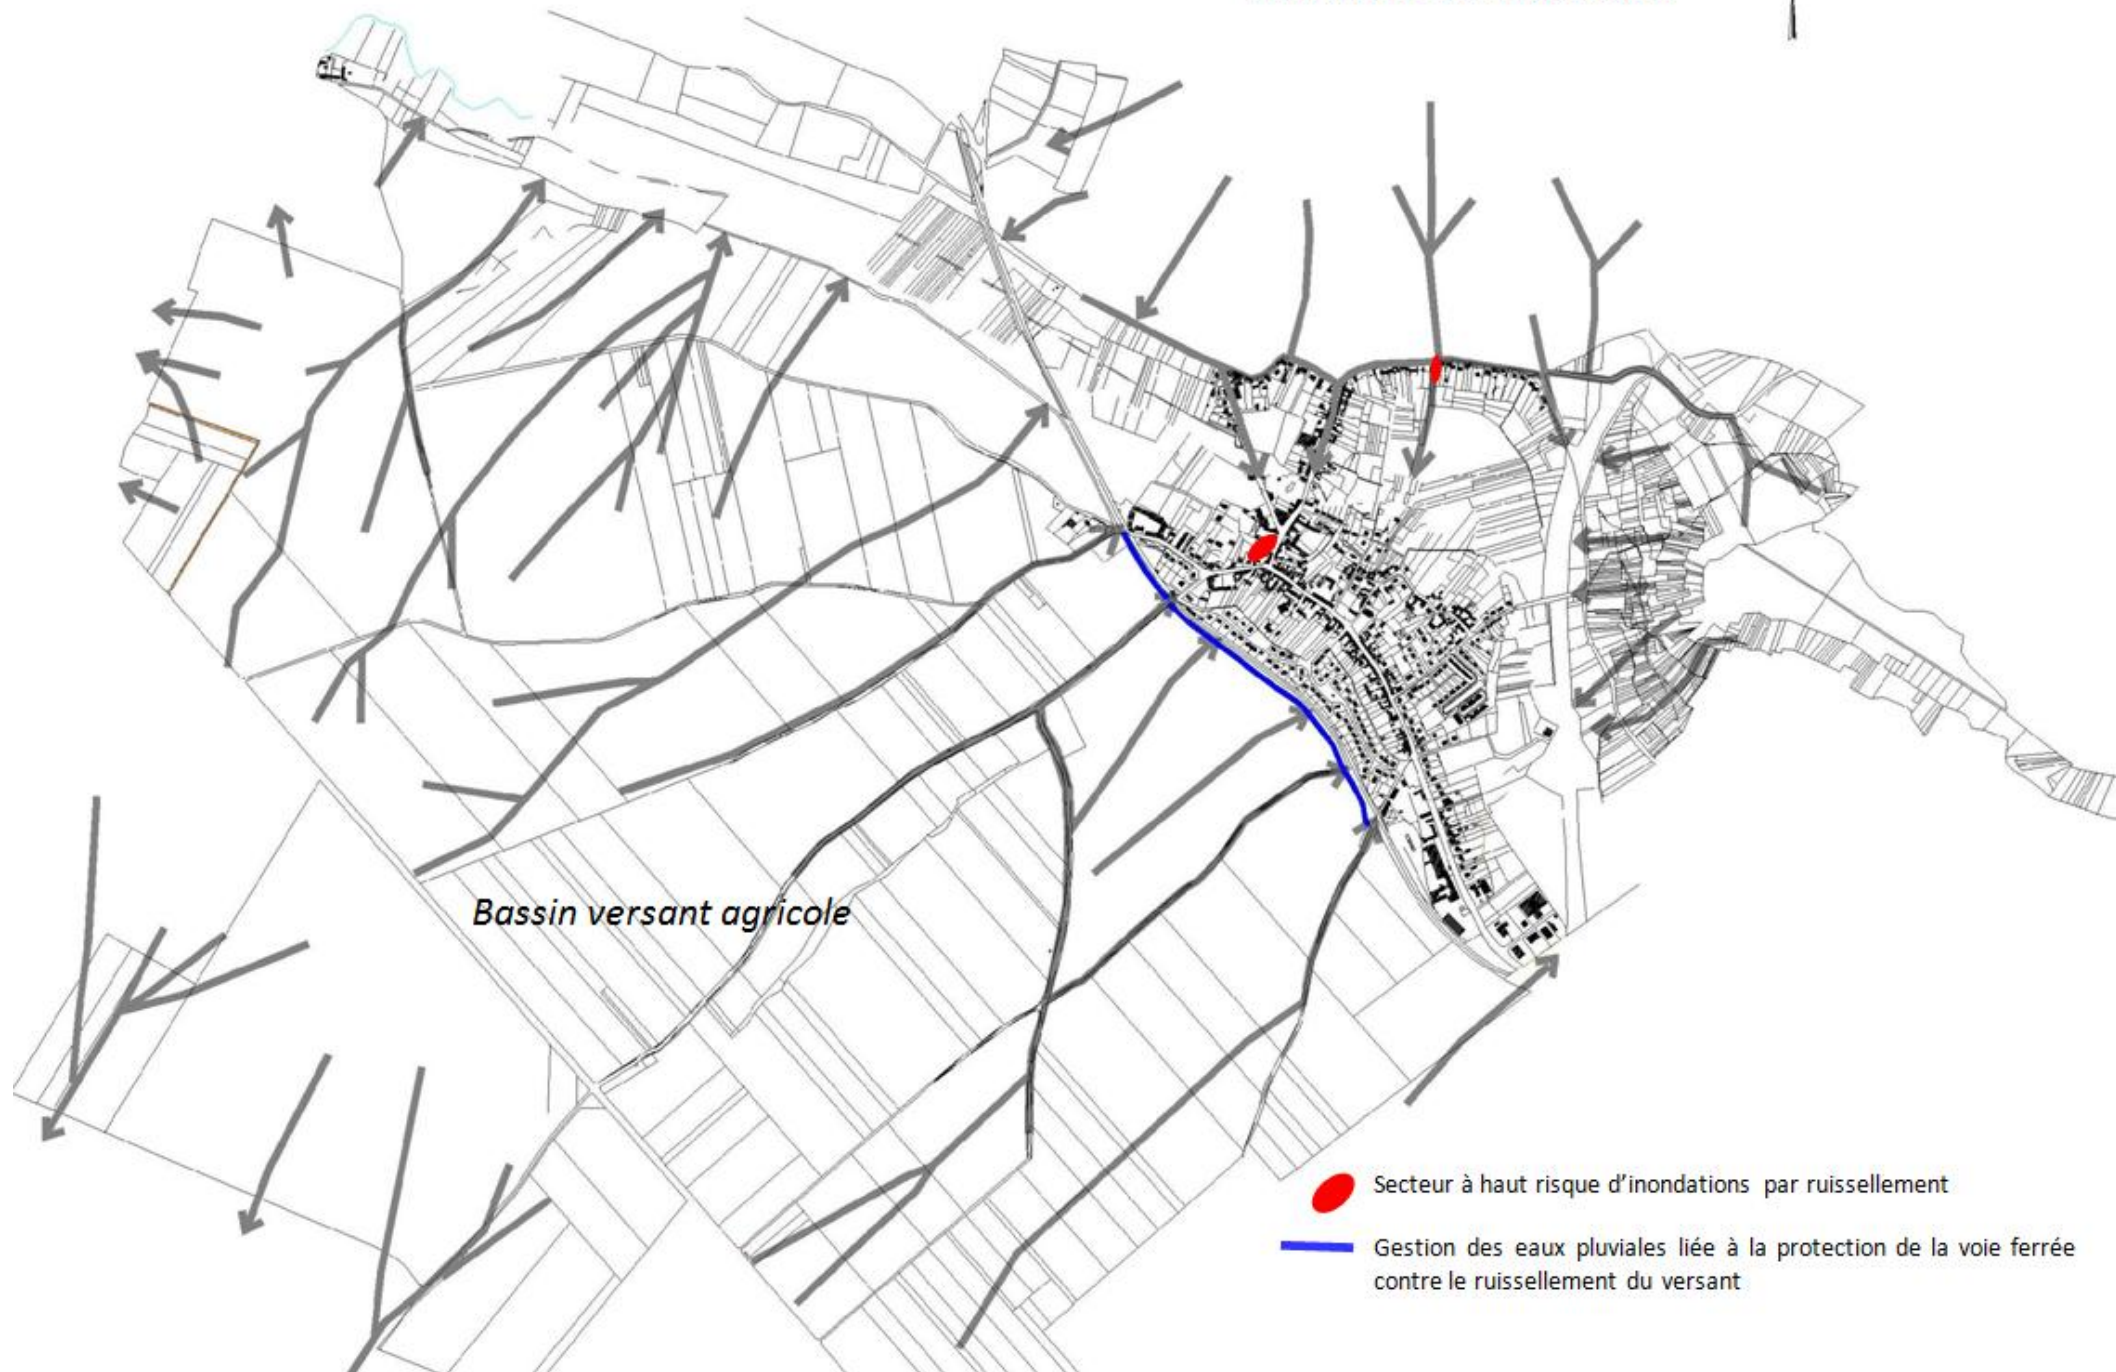 Bassin versant agricole
Secteur à haut risque d'inondations par ruissellement
Gestion des eaux pluviales liée à la protection de la voie ferrée
contre le ruissellement du versant